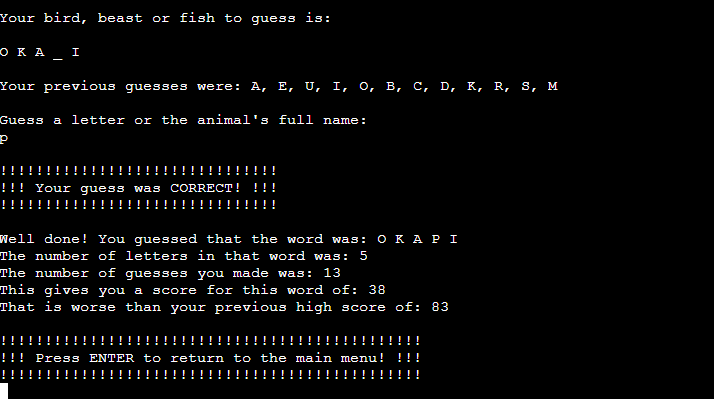 Your bird, beast or fish to guess is:
O K A _ I
Your previous guesses were: A, E, U, I, O, B, C, D, K, R, S, M
Guess a letter or the animal's full name:
p
!!!!!!!!!!!!!!!!!!!!!!!!!!!!!!!
!!! Your guess was CORRECT! !!!
!!!!!!!!!!!!!!!!!!!!!!!!!!!!!!!
Well done! You guessed that the word was: O K A P I
The number of letters in that word was: 5
The number of guesses you made was: 13
This gives you a score for this word of: 38
That is worse than your previous high score of: 83
!!!!!!!!!!!!!!!!!!!!!!!!!!!!!!!!!!!!!!!!!!!!!!!
!!! Press ENTER to return to the main menu! !!!
!!!!!!!!!!!!!!!!!!!!!!!!!!!!!!!!!!!!!!!!!!!!!!!